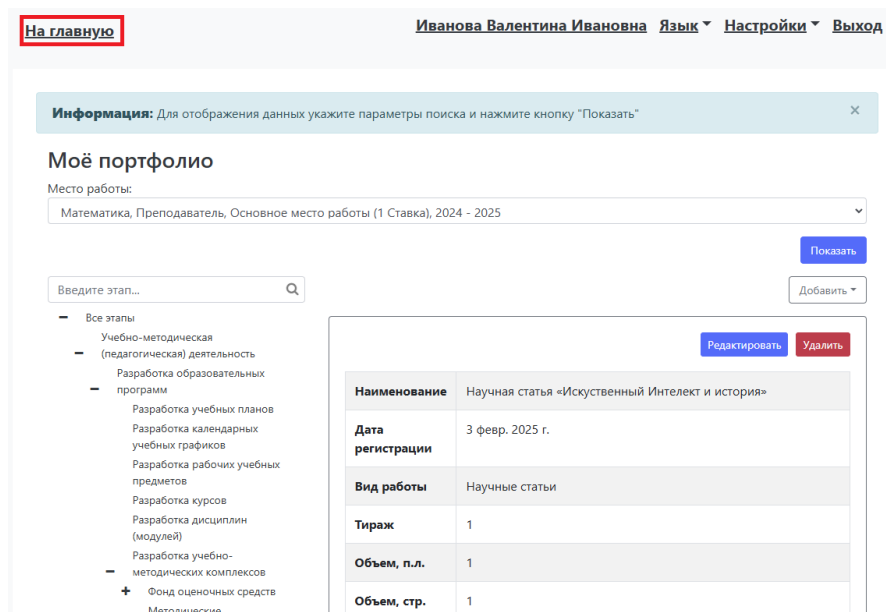 На главную
Иванова Валентина Ивановна Язык Настройки Выход
Информация: Для отображения данных укажите параметры поиска и нажмите кнопку "Показать"
×
Моё портфолио
Место работы:
Математика, Преподаватель, Основное место работы (1 Ставка), 2024 - 2025
Показать
Введите этап...
Добавить
Все этапы
Учебно-методическая
(педагогическая) деятельность
Разработка образовательных
программ
Разработка учебных планов
Разработка календарных
учебных графиков
Разработка рабочих учебных
предметов
Разработка курсов
Разработка дисциплин
(модулей)
Разработка учебно-
методических комплексов
Фонд оценочных средств
Методические
Редактировать Удалить
Наименование Научная статья «Искуственный Интелект и история»
Дата
регистрации
3 февр. 2025 г.
Вид работы Научные статьи
Тираж 1
Объем, п.л. 1
Объем, стр. 1